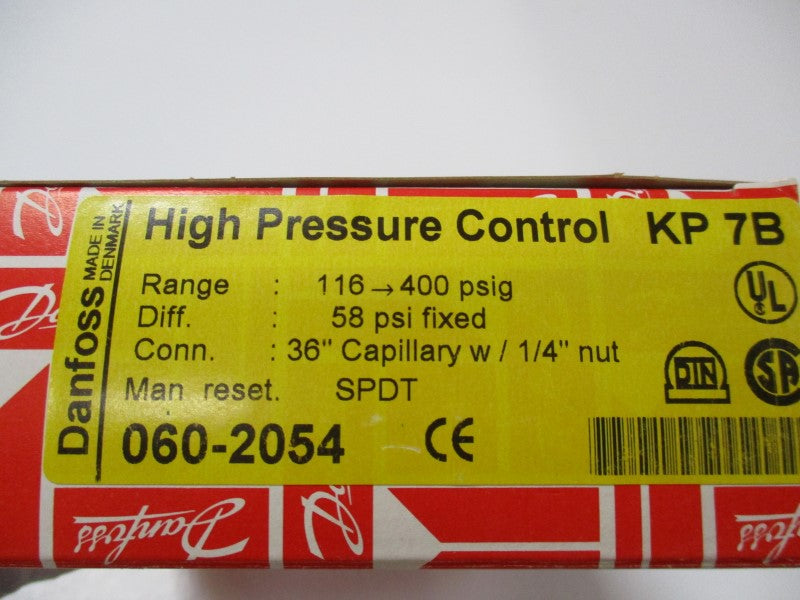 Danfoss
MADE IN
DENMARK
High Pressure Control KP 7B
Range : 116→400 psig
Diff. : 58 psi fixed
Conn. : 36" Capillary w / 1/4" nut
Man reset. SPDT
060-2054 CE
UL
DIN
SA
Danfoss